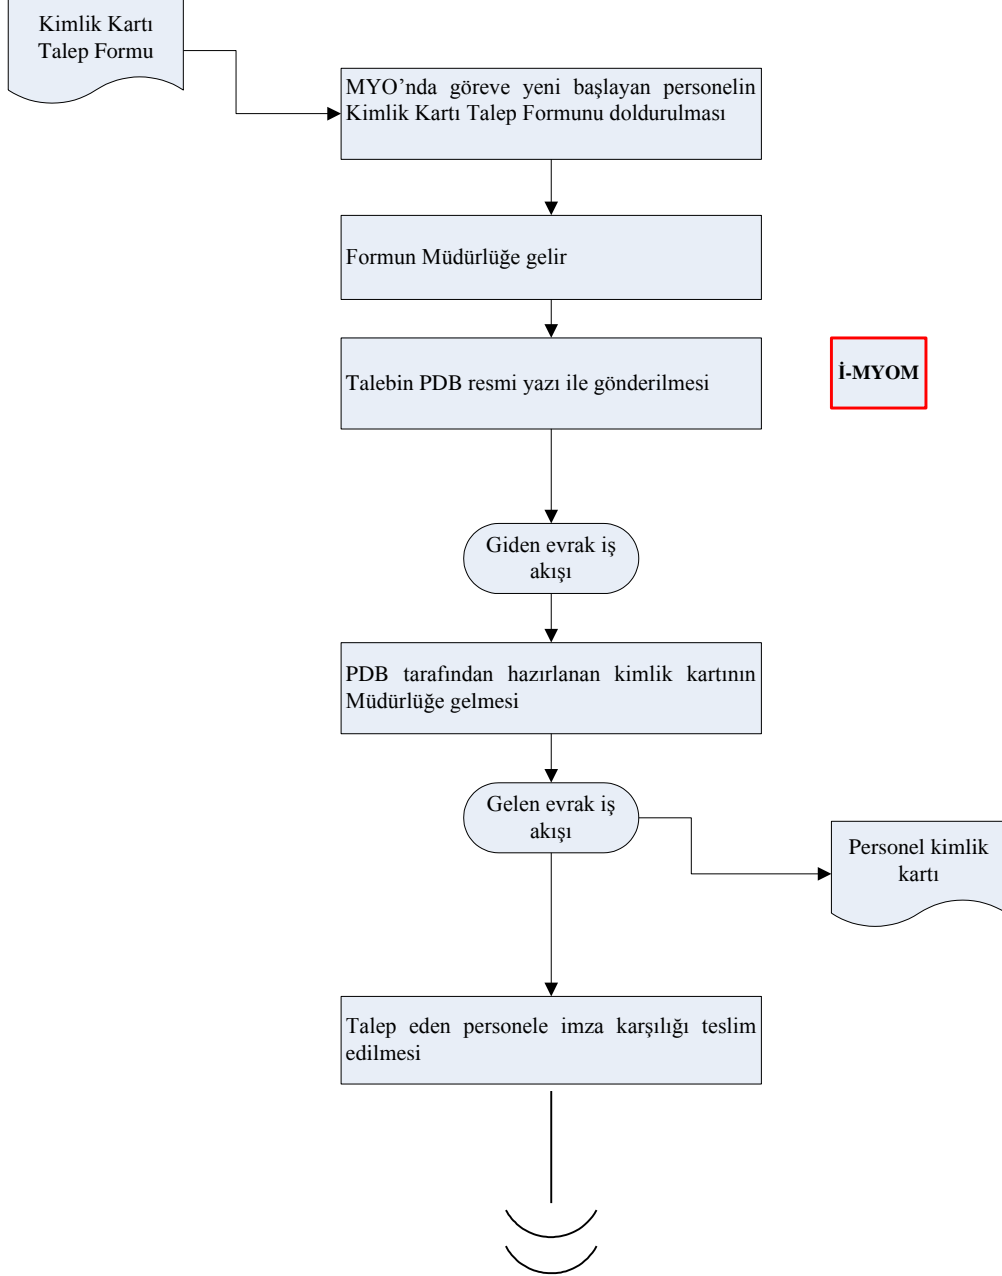 Kimlik Kartı
Talep Formu
MYO’nda göreve yeni başlayan personelin
Kimlik Kartı Talep Formunu doldurulması
Formun Müdürlüğe gelir
Talebin PDB resmi yazı ile gönderilmesi
İ-MYOM
Giden evrak iş
akışı
PDB tarafından hazırlanan kimlik kartının
Müdürlüğe gelmesi
Gelen evrak iş
akışı
Personel kimlik
kartı
Talep eden personele imza karşılığı teslim
edilmesi